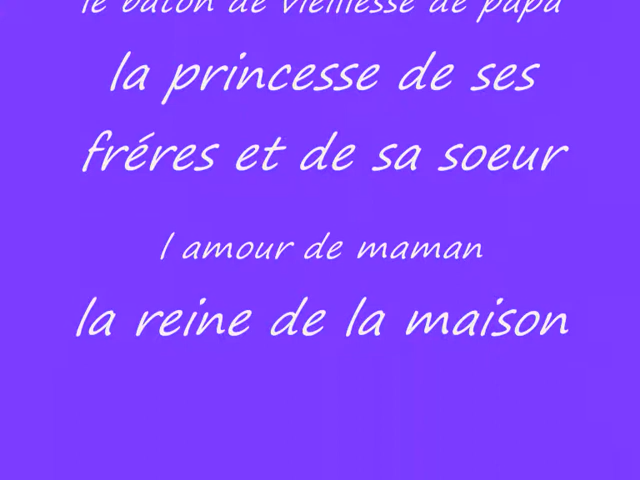 le baton de vieillesse de papa
la princesse de ses
fréres et de sa soeur
l amour de maman
la reine de la maison